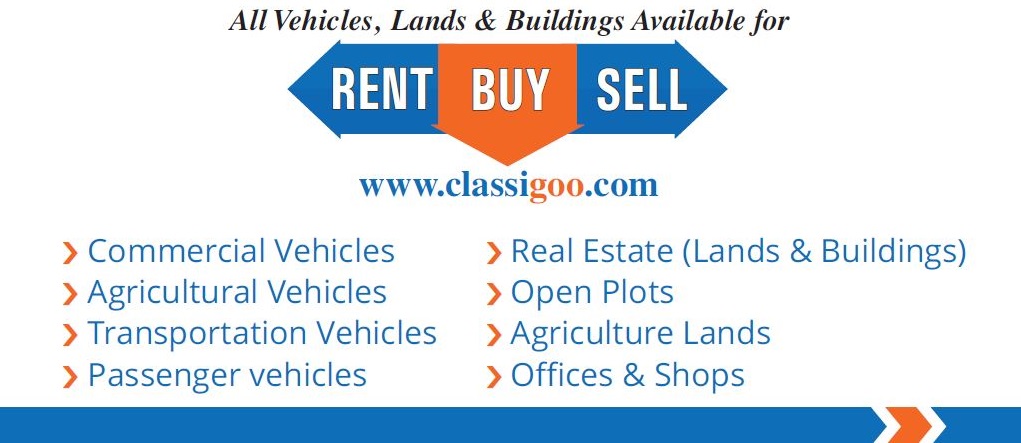 All Vehicles, Lands & Buildings Available for
RENT BUY SELL
www.classigoo.com
Commercial Vehicles
Agricultural Vehicles
Transportation Vehicles
Passenger vehicles
Real Estate (Lands & Buildings)
Open Plots
Agriculture Lands
Offices & Shops